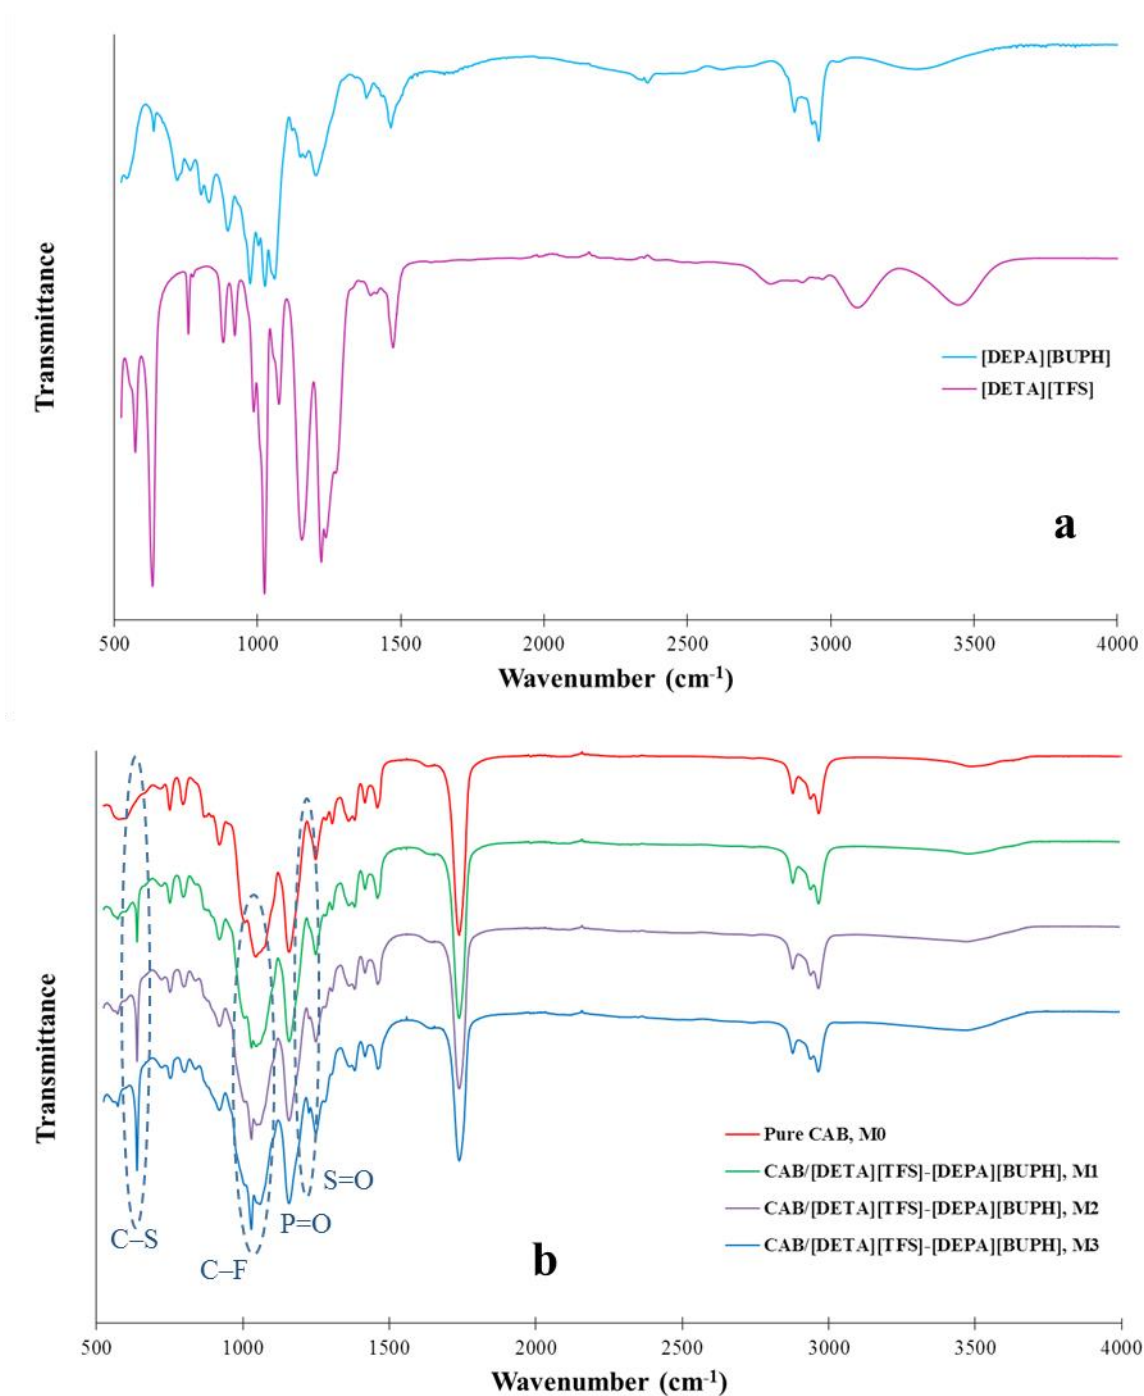 Transmittance
[DEPA][BUPH]
[DETA][TFS]
a
500 1000 1500 2000 2500 3000 3500 4000
Wavenumber (cm-1)
Transmittance
Pure CAB, M0
CAB/[DETA][TFS]-[DEPA][BUPH], M1
CAB/[DETA][TFS]-[DEPA][BUPH], M2
CAB/[DETA][TFS]-[DEPA][BUPH], M3
S=O
P=O
C–S
C–F
b
500 1000 1500 2000 2500 3000 3500 4000
Wavenumber (cm-1)